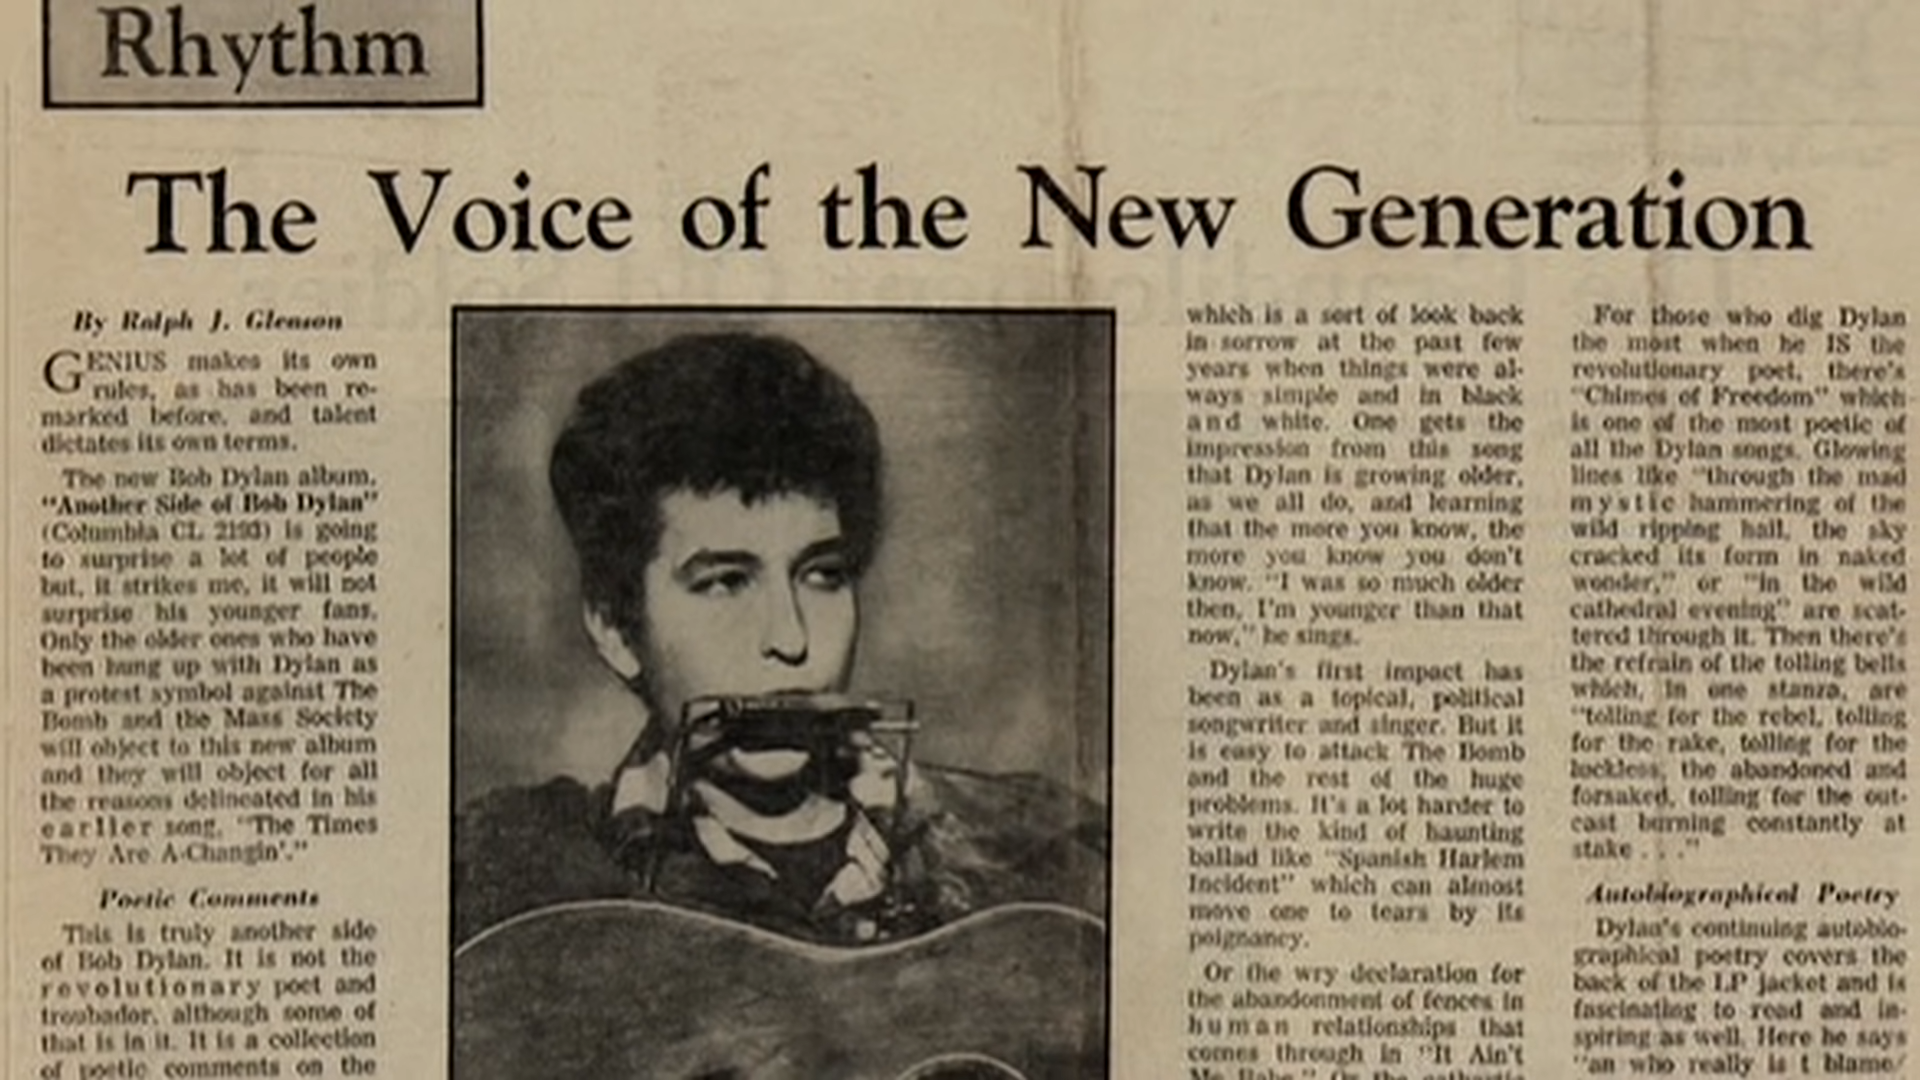 Rhythm
The Voice of the New Generation
By Ralph J. Gleason
GENIUS makes its own
rules, as has been re-
marked before, and talent
dictates its own terms.
The new Bob Dylan album,
"Another Side of Bob Dylan"
(Columbia CL 2193) is going
to surprise a lot of people
but, it strikes me, it will not
surprise his younger fans.
Only the older ones who have
been hung up with Dylan as
a protest symbol against The
Bomb and the Mass Society
will object to this new album
and they will object for all
the reasons delineated in his
earlier song, "The Times
They Are A-Changin'."
Poetic Comments
This is truly another side
of Bob Dylan. It is not the
revolutionary poet and
troubador, although some of
that is in it. It is a collection
of poetic comments on the
which is a sort of look back
in sorrow at the past few
years when things were al-
ways simple and in black
and white. One gets the
impression from this song
that Dylan is growing older,
as we all do, and learning
that the more you know, the
more you know you don't
know. "I was so much older
then, I'm younger than that
now," he sings.
Dylan's first impact has
been as a topical, political
songwriter and singer. But it
is easy to attack The Bomb
and the rest of the huge
problems. It's a lot harder to
write the kind of haunting
ballad like "Spanish Harlem
Incident" which can almost
move one to tears by its
poignancy.
Or the wry declaration for
the abandonment of fences in
human relationships that
comes through in "It Ain't
Me Babe." Or the
For those who dig Dylan
the most when he IS the
revolutionary poet, there's
"Chimes of Freedom" which
is one of the most poetic of
all the Dylan songs. Glowing
lines like "through the mad
mystic hammering of the
wild ripping hail, the sky
cracked its form in naked
wonder," or "in the wild
cathedral evening" are scat-
tered through it. Then there's
the refrain of the tolling bells
which, in one stanza, are
"tolling for the rebel, tolling
for the rake, tolling for the
luckless, the abandoned and
forsaked, tolling for the out-
cast burning constantly at
stake . . ."
Autobiographical Poetry
Dylan's continuing autobio-
graphical poetry covers the
back of the LP jacket and is
fascinating to read and in-
spiring as well. Here he says
"an who really is t blame/